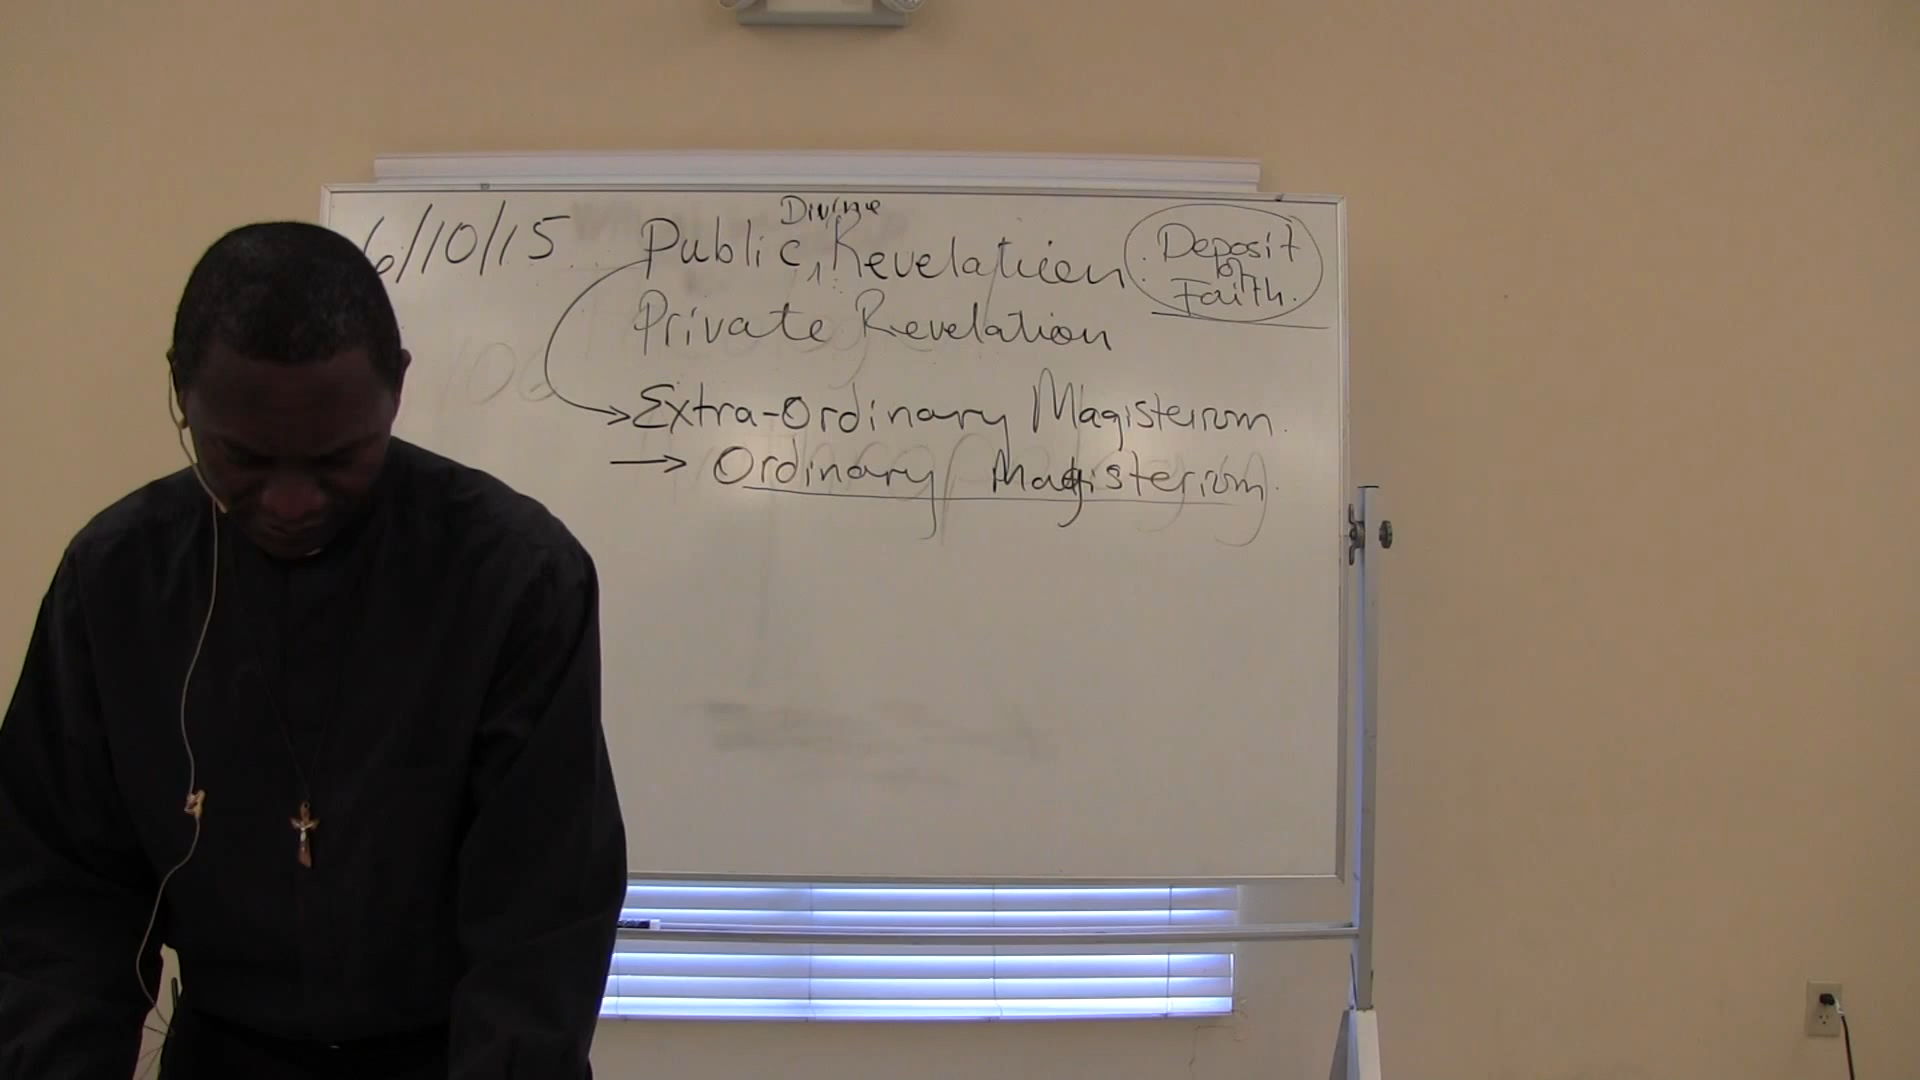 6/10/15
Divine
Public, Revelation
Deposit
of
Faith.
Private Revelation
→Extra-Ordinary Magisterium.
→ Ordinary Magisterium.